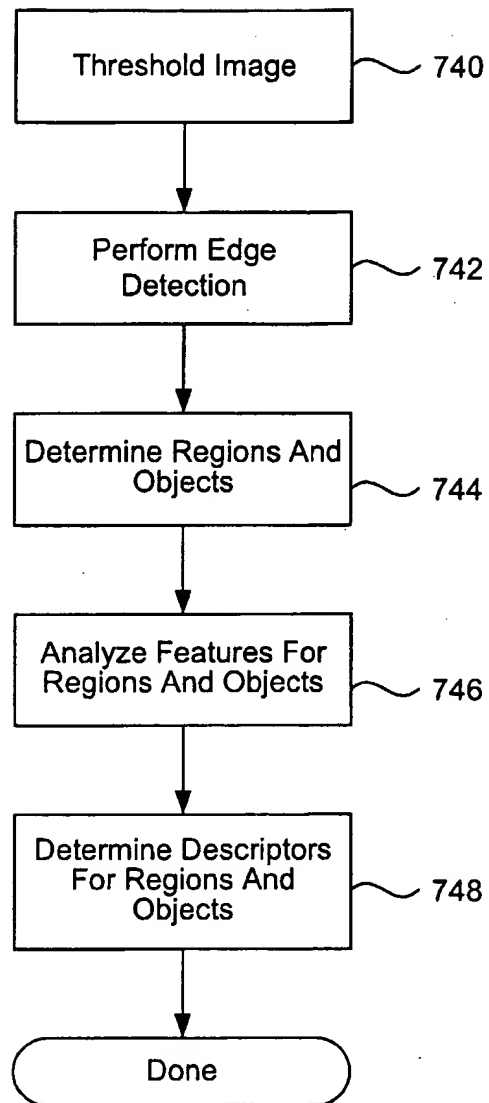 Threshold Image
740
Perform Edge
Detection
742
Determine Regions And
Objects
744
Analyze Features For
Regions And Objects
746
Determine Descriptors
For Regions And
Objects
748
Done